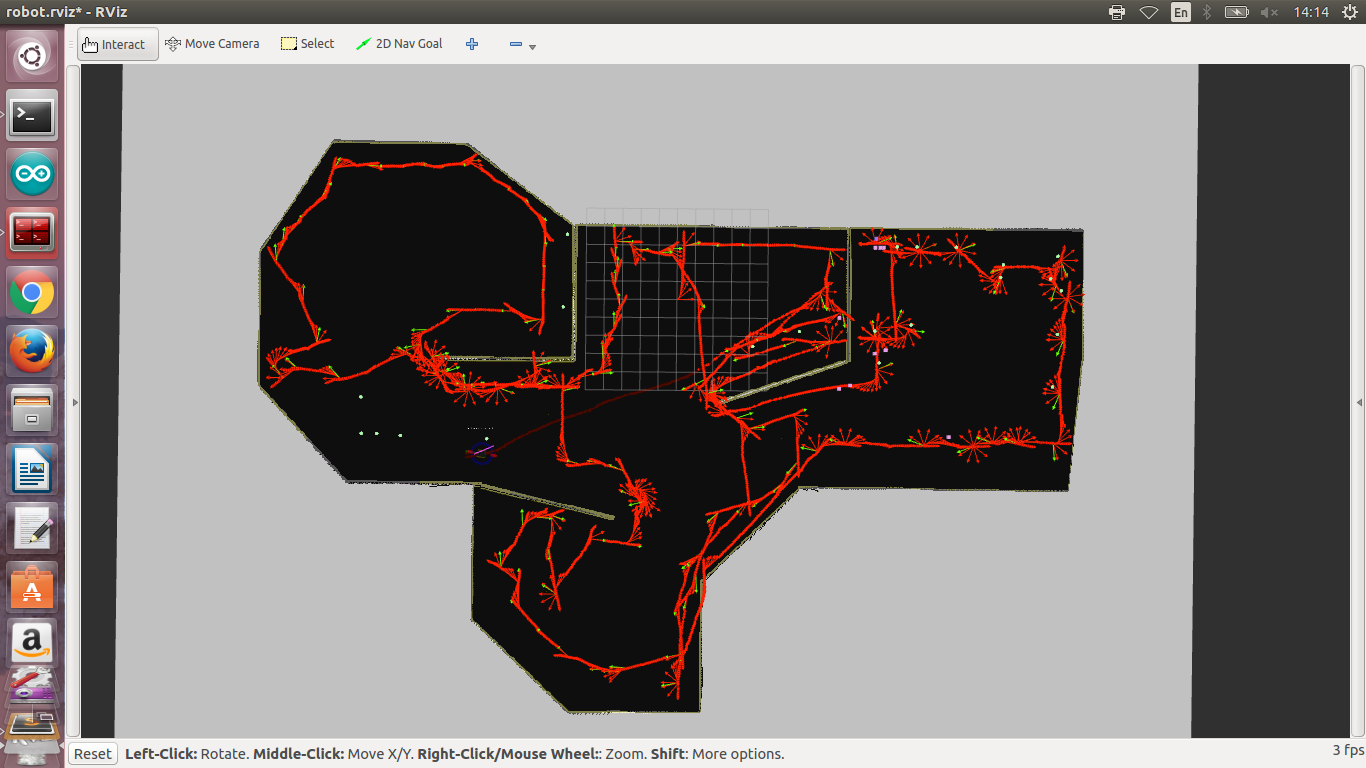 robot.rviz* - RViz
En
14:14
Interact
Move Camera
Select
2D Nav Goal
Reset
Left-Click: Rotate. Middle-Click: Move X/Y. Right-Click/Mouse Wheel:: Zoom. Shift: More options.
3 fps